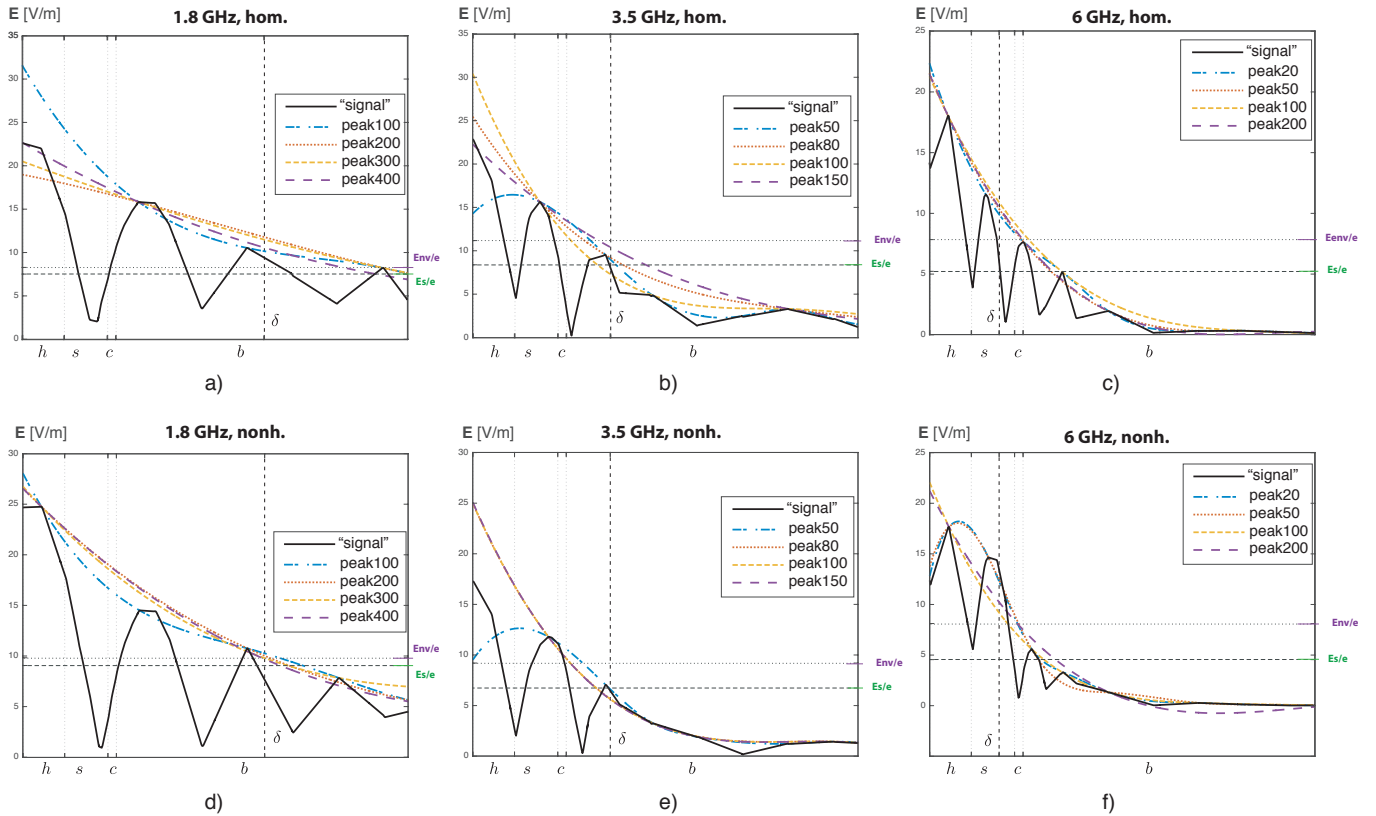 E [V/m]
1.8 GHz, hom.
35
30
25
20
15
10
5
0
"signal"
peak100
peak200
peak300
peak400
Env/e
Es/e
δ
h s c b
a)
E [V/m]
3.5 GHz, hom.
35
30
25
20
15
10
5
0
"signal"
peak50
peak80
peak100
peak150
Env/e
Es/e
δ
h s c b
b)
E [V/m]
6 GHz, hom.
25
20
15
10
5
0
"signal"
peak20
peak50
peak100
peak200
Eenv/e
Es/e
δ
h s c b
c)
E [V/m]
1.8 GHz, nonh.
30
25
20
15
10
5
0
"signal"
peak100
peak200
peak300
peak400
Env/e
Es/e
δ
h s c b
d)
E [V/m]
3.5 GHz, nonh.
30
25
20
15
10
5
0
"signal"
peak50
peak80
peak100
peak150
Env/e
Es/e
δ
h s c b
e)
E [V/m]
6 GHz, nonh.
25
20
15
10
5
0
"signal"
peak20
peak50
peak100
peak200
Env/e
Es/e
δ
h s c b
f)